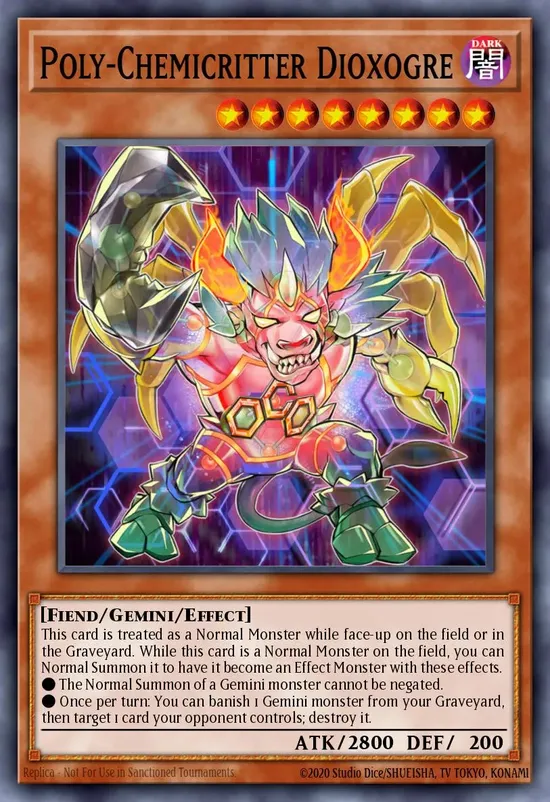 Poly-Chemicritter Dioxogre
DARK
闇
[Fiend/Gemini/Effect]
This card is treated as a Normal Monster while face-up on the field or in
the Graveyard. While this card is a Normal Monster on the field, you can
Normal Summon it to have it become an Effect Monster with these effects.
● The Normal Summon of a Gemini monster cannot be negated.
● Once per turn: You can banish 1 Gemini monster from your Graveyard,
then target 1 card your opponent controls; destroy it.
ATK/2800 DEF/ 200
Replica - Not For Use in Sanctioned Tournaments
©2020 Studio Dice/SHUEISHA, TV TOKYO, KONAMI